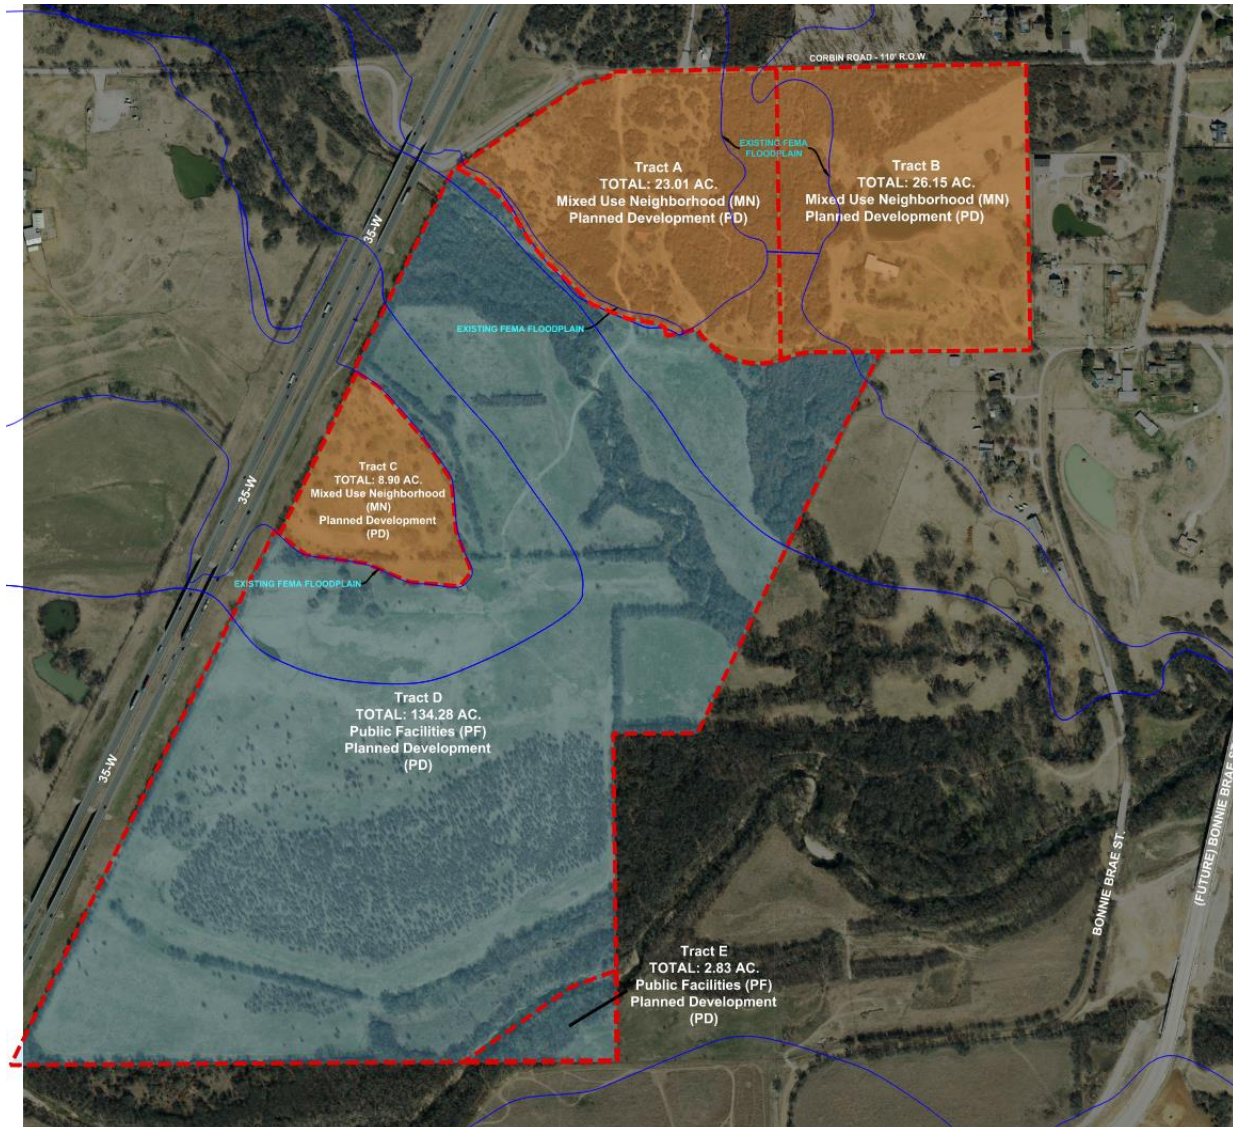 CORBIN ROAD - 110' R.O.W.
EXISTING FEMA
FLOODPLAIN
Tract A
TOTAL: 23.01 AC.
Mixed Use Neighborhood (MN)
Planned Development (PD)
Tract B
TOTAL: 26.15 AC.
Mixed Use Neighborhood (MN)
Planned Development (PD)
35-W
EXISTING FEMA FLOODPLAIN
Tract C
TOTAL: 8.90 AC.
Mixed Use Neighborhood
(MN)
Planned Development
(PD)
35-W
EXISTING FEMA FLOODPLAIN
Tract D
TOTAL: 134.28 AC.
Public Facilities (PF)
Planned Development
(PD)
35-W
Tract E
TOTAL: 2.83 AC.
Public Facilities (PF)
Planned Development
(PD)
BONNIE BRAE ST.
(FUTURE) BONNIE BRAE ST.